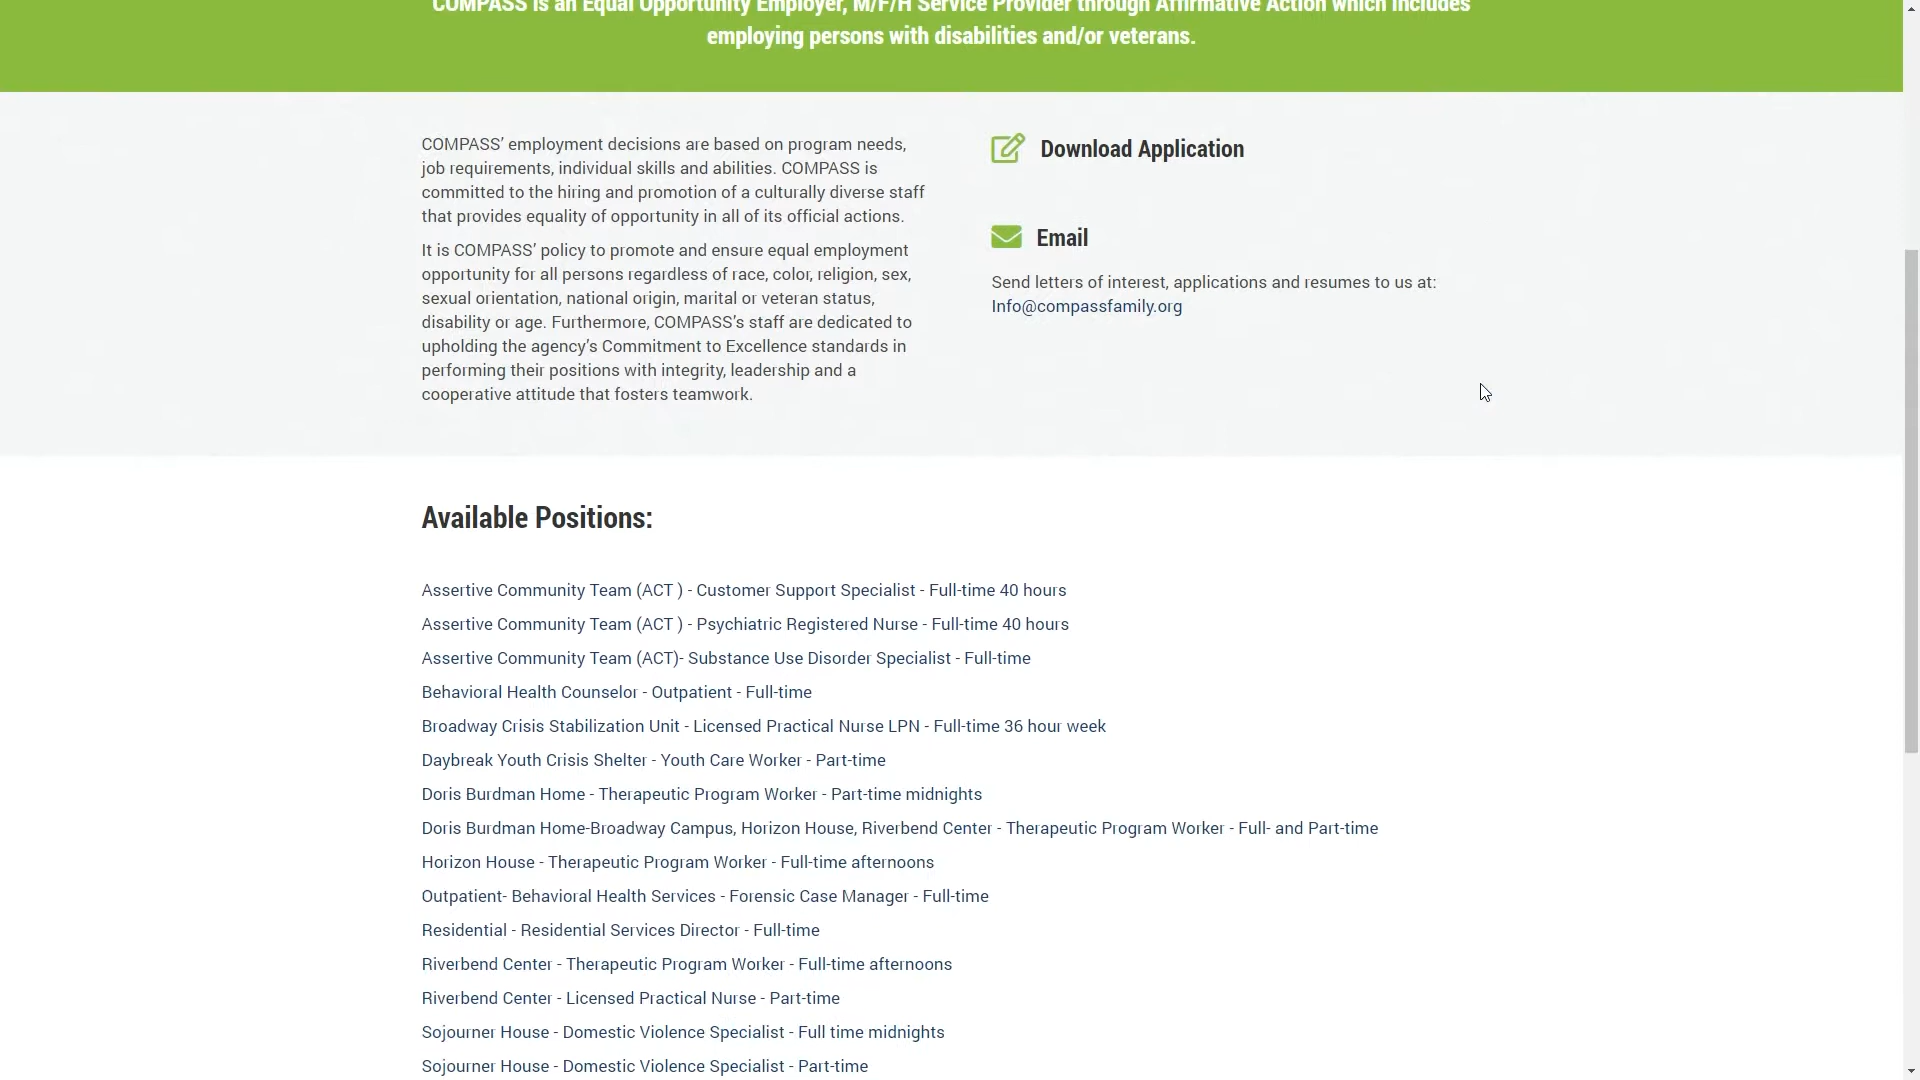 COMPASS is an Equal Opportunity Employer, M/F/H Service Provider through Affirmative Action which includes
employing persons with disabilities and/or veterans.
COMPASS’ employment decisions are based on program needs,
job requirements, individual skills and abilities. COMPASS is
committed to the hiring and promotion of a culturally diverse staff
that provides equality of opportunity in all of its official actions.
It is COMPASS’ policy to promote and ensure equal employment
opportunity for all persons regardless of race, color, religion, sex,
sexual orientation, national origin, marital or veteran status,
disability or age. Furthermore, COMPASS’s staff are dedicated to
upholding the agency’s Commitment to Excellence standards in
performing their positions with integrity, leadership and a
cooperative attitude that fosters teamwork.
Download Application
Email
Send letters of interest, applications and resumes to us at:
Info@compassfamily.org
Available Positions:
Assertive Community Team (ACT ) - Customer Support Specialist - Full-time 40 hours
Assertive Community Team (ACT ) - Psychiatric Registered Nurse - Full-time 40 hours
Assertive Community Team (ACT)- Substance Use Disorder Specialist - Full-time
Behavioral Health Counselor - Outpatient - Full-time
Broadway Crisis Stabilization Unit - Licensed Practical Nurse LPN - Full-time 36 hour week
Daybreak Youth Crisis Shelter - Youth Care Worker - Part-time
Doris Burdman Home - Therapeutic Program Worker - Part-time midnights
Doris Burdman Home-Broadway Campus, Horizon House, Riverbend Center - Therapeutic Program Worker - Full- and Part-time
Horizon House - Therapeutic Program Worker - Full-time afternoons
Outpatient- Behavioral Health Services - Forensic Case Manager - Full-time
Residential - Residential Services Director - Full-time
Riverbend Center - Therapeutic Program Worker - Full-time afternoons
Riverbend Center - Licensed Practical Nurse - Part-time
Sojourner House - Domestic Violence Specialist - Full time midnights
Sojourner House - Domestic Violence Specialist - Part-time